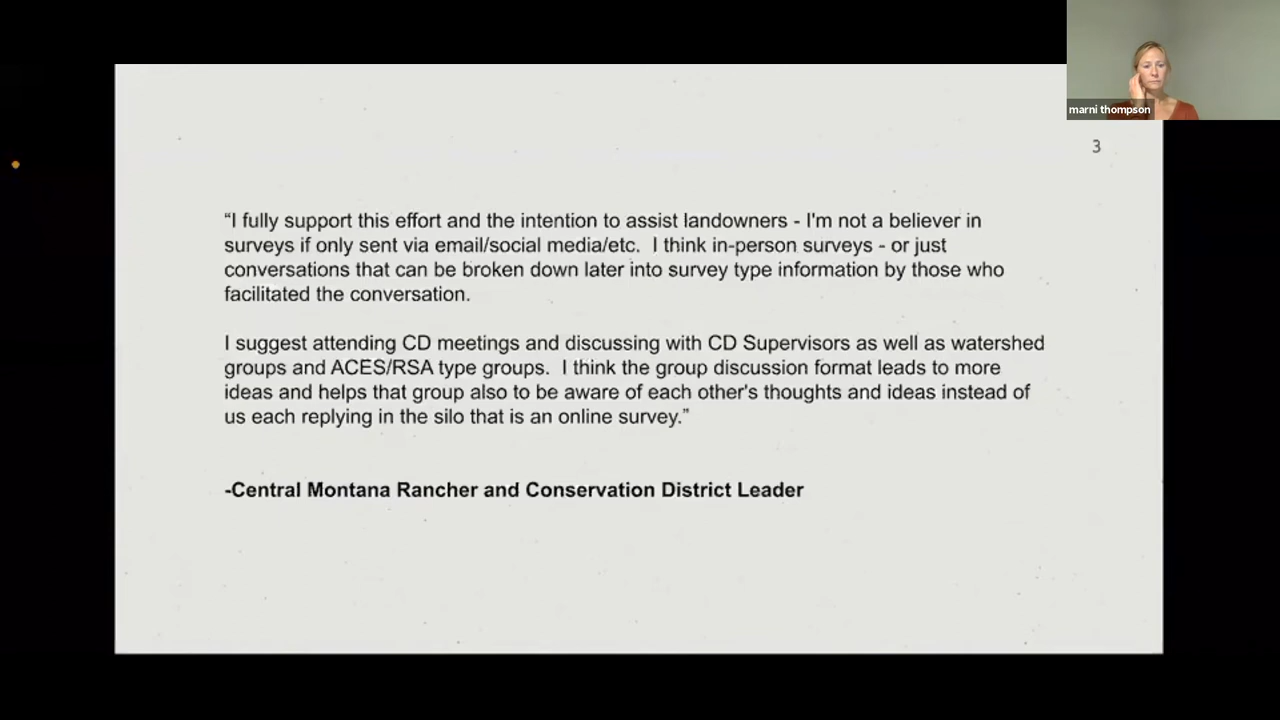 marni thompson
3
“I fully support this effort and the intention to assist landowners - I'm not a believer in
surveys if only sent via email/social media/etc.  I think in-person surveys - or just
conversations that can be broken down later into survey type information by those who
facilitated the conversation.
I suggest attending CD meetings and discussing with CD Supervisors as well as watershed
groups and ACES/RSA type groups.  I think the group discussion format leads to more
ideas and helps that group also to be aware of each other's thoughts and ideas instead of
us each replying in the silo that is an online survey.”
-Central Montana Rancher and Conservation District Leader